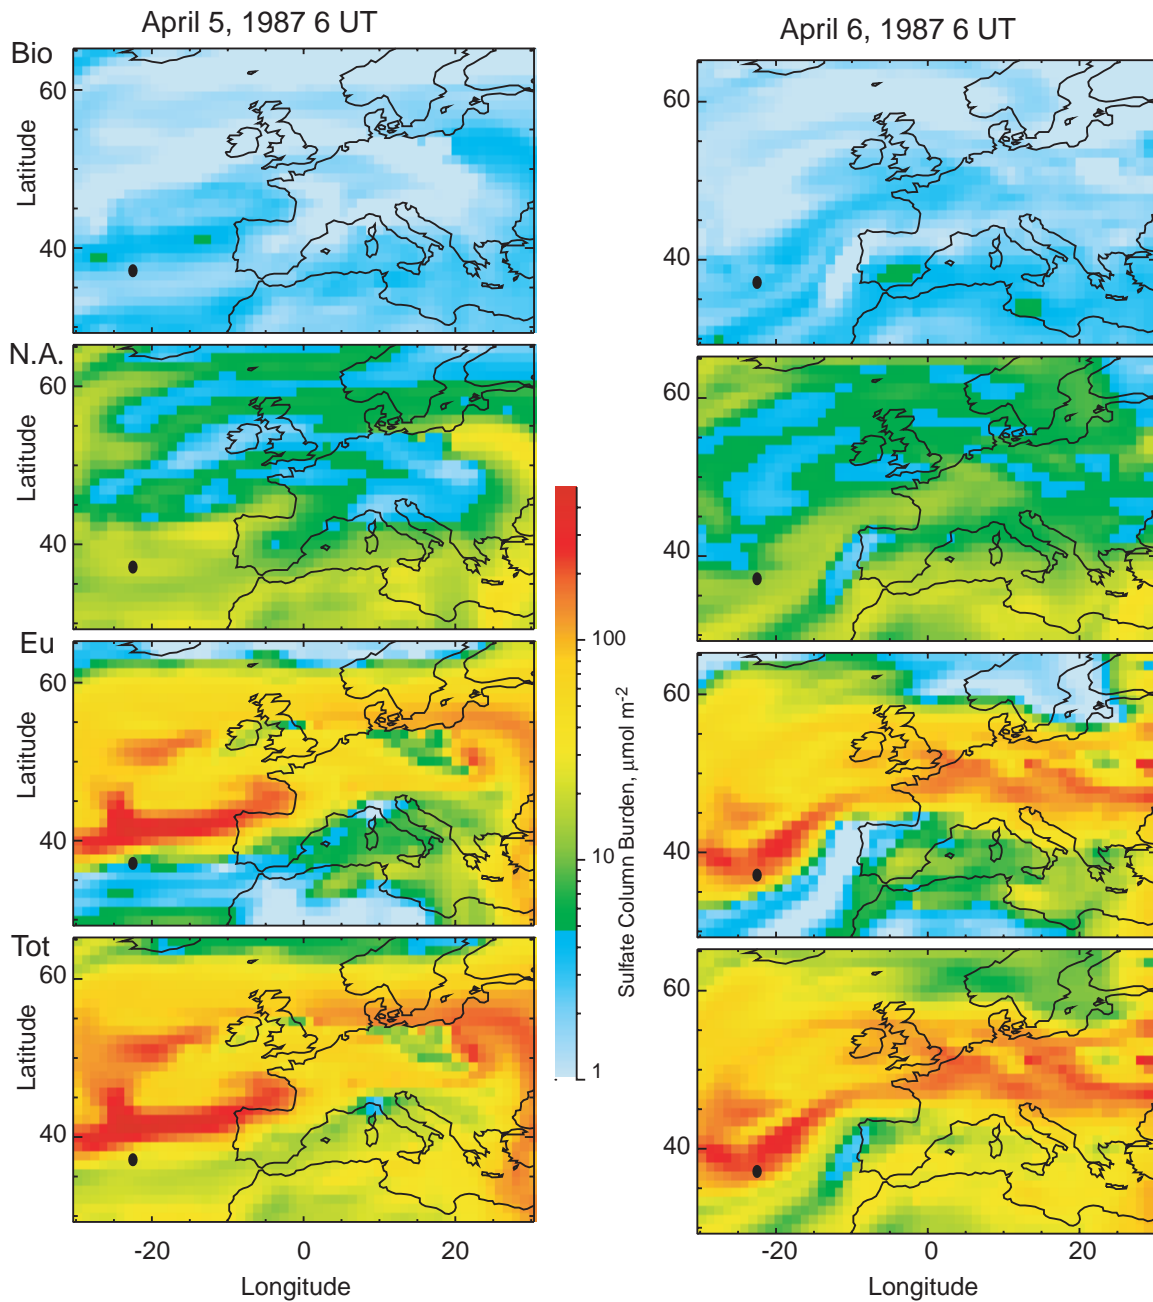 April 5, 1987 6 UT
April 6, 1987 6 UT
Bio
60
40
Latitude
60
40
N.A.
60
40
Latitude
60
40
Eu
60
40
Latitude
60
40
Tot
60
40
Latitude
60
40
100
10
1
Sulfate Column Burden, μmol m-2
-20
0
20
Longitude
-20
0
20
Longitude